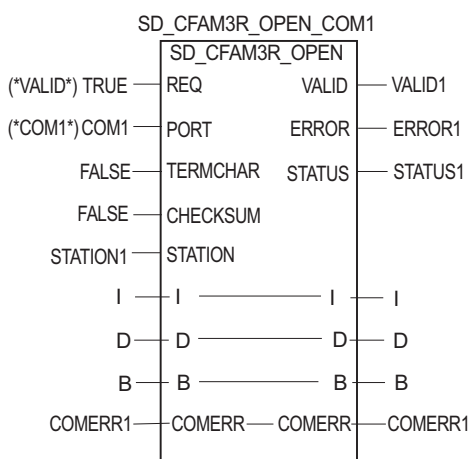 SD_CFAM3R_OPEN_COM1
SD_CFAM3R_OPEN
(*VALID*) TRUE REQ VALID VALID1
(*COM1*) COM1 PORT ERROR ERROR1
FALSE TERMCHAR STATUS STATUS1
FALSE CHECKSUM
STATION1 STATION
I I I I
D D D D
B B B B
COMERR1 COMERR COMERR COMERR1